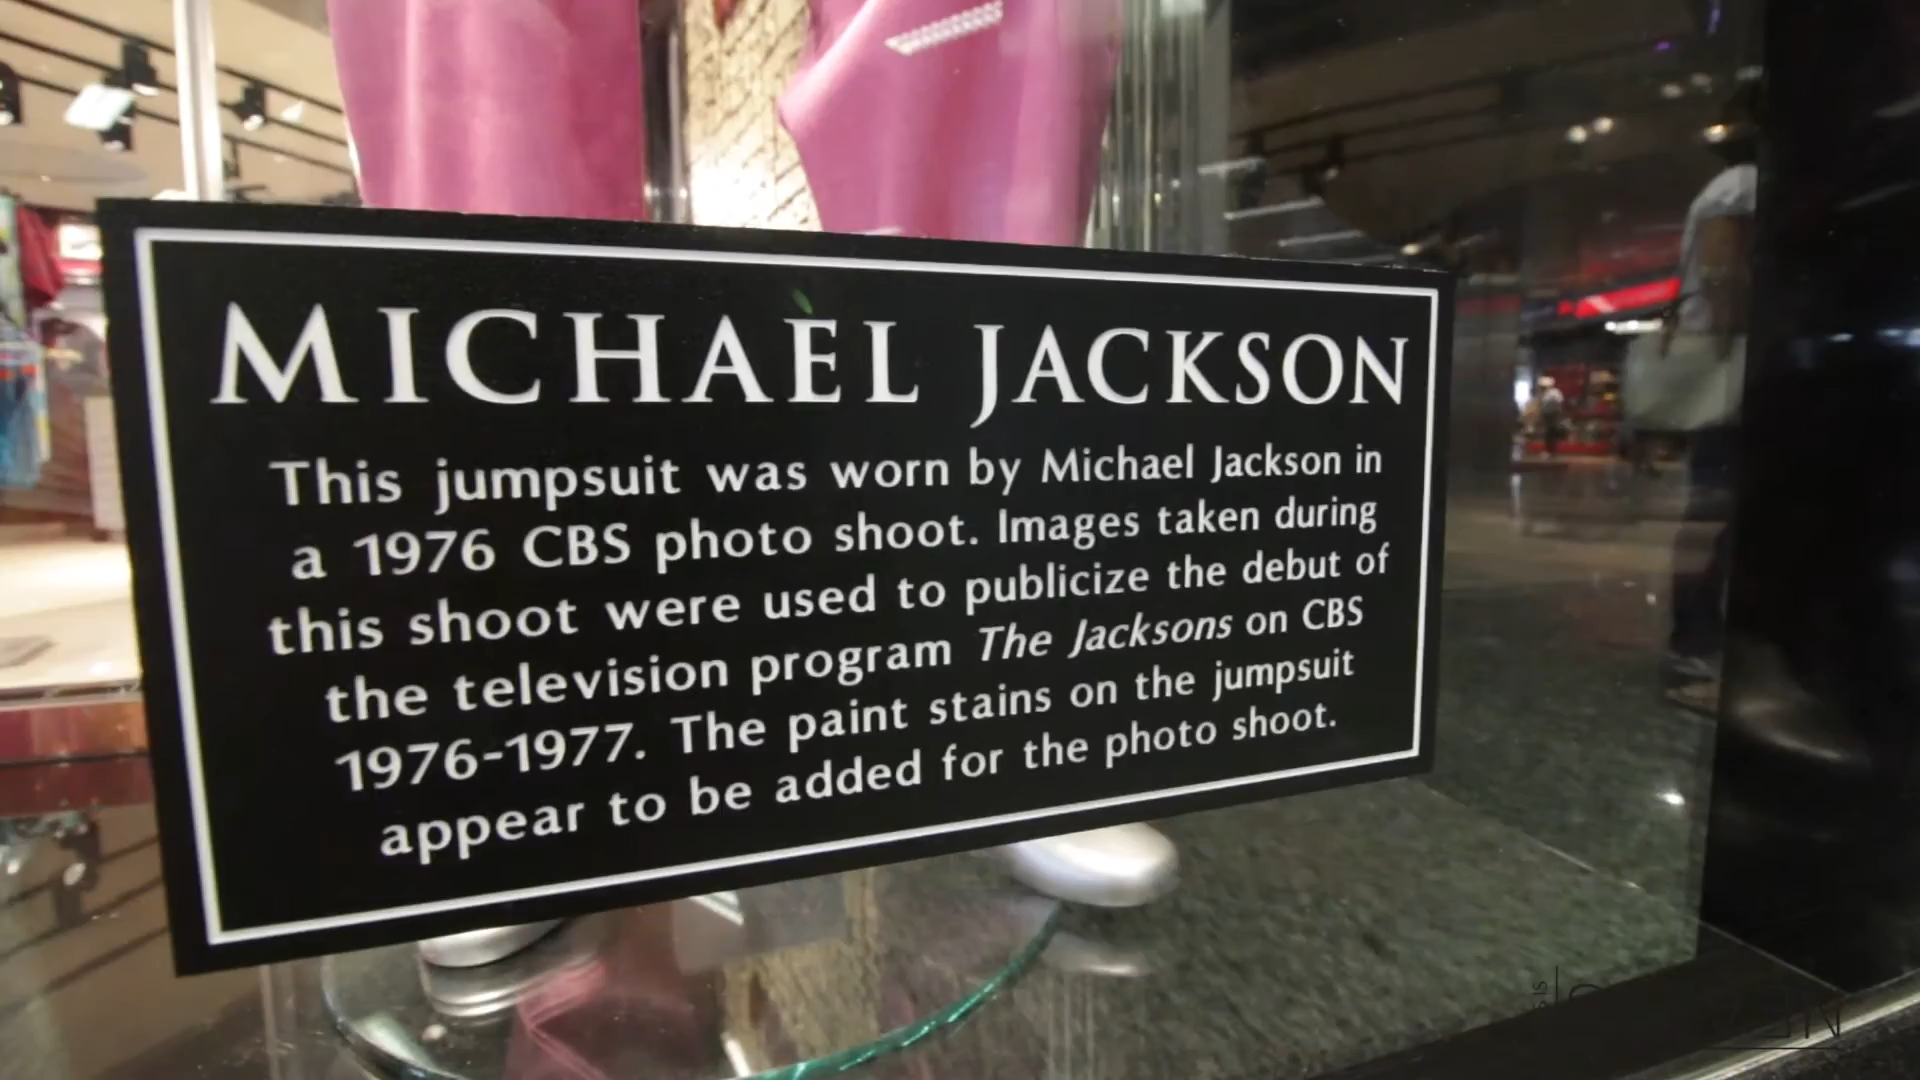 MICHAEL JACKSON
This jumpsuit was worn by Michael Jackson in
a 1976 CBS photo shoot. Images taken during
this shoot were used to publicize the debut of
the television program The Jacksons on CBS
1976-1977. The paint stains on the jumpsuit
appear to be added for the photo shoot.